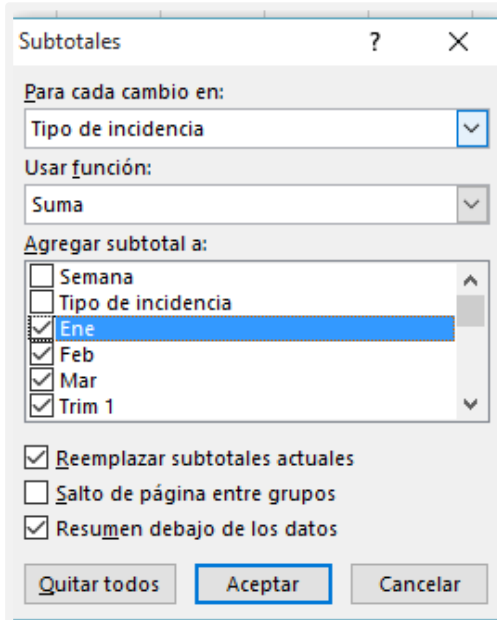 Subtotales ?
Para cada cambio en:
Tipo de incidencia
Usar función:
Suma
Agregar subtotal a:
Semana
Tipo de incidencia
Ene
Feb
Mar
Trim 1
Reemplazar subtotales actuales
Salto de página entre grupos
Resumen debajo de los datos
Quitar todos Aceptar Cancelar